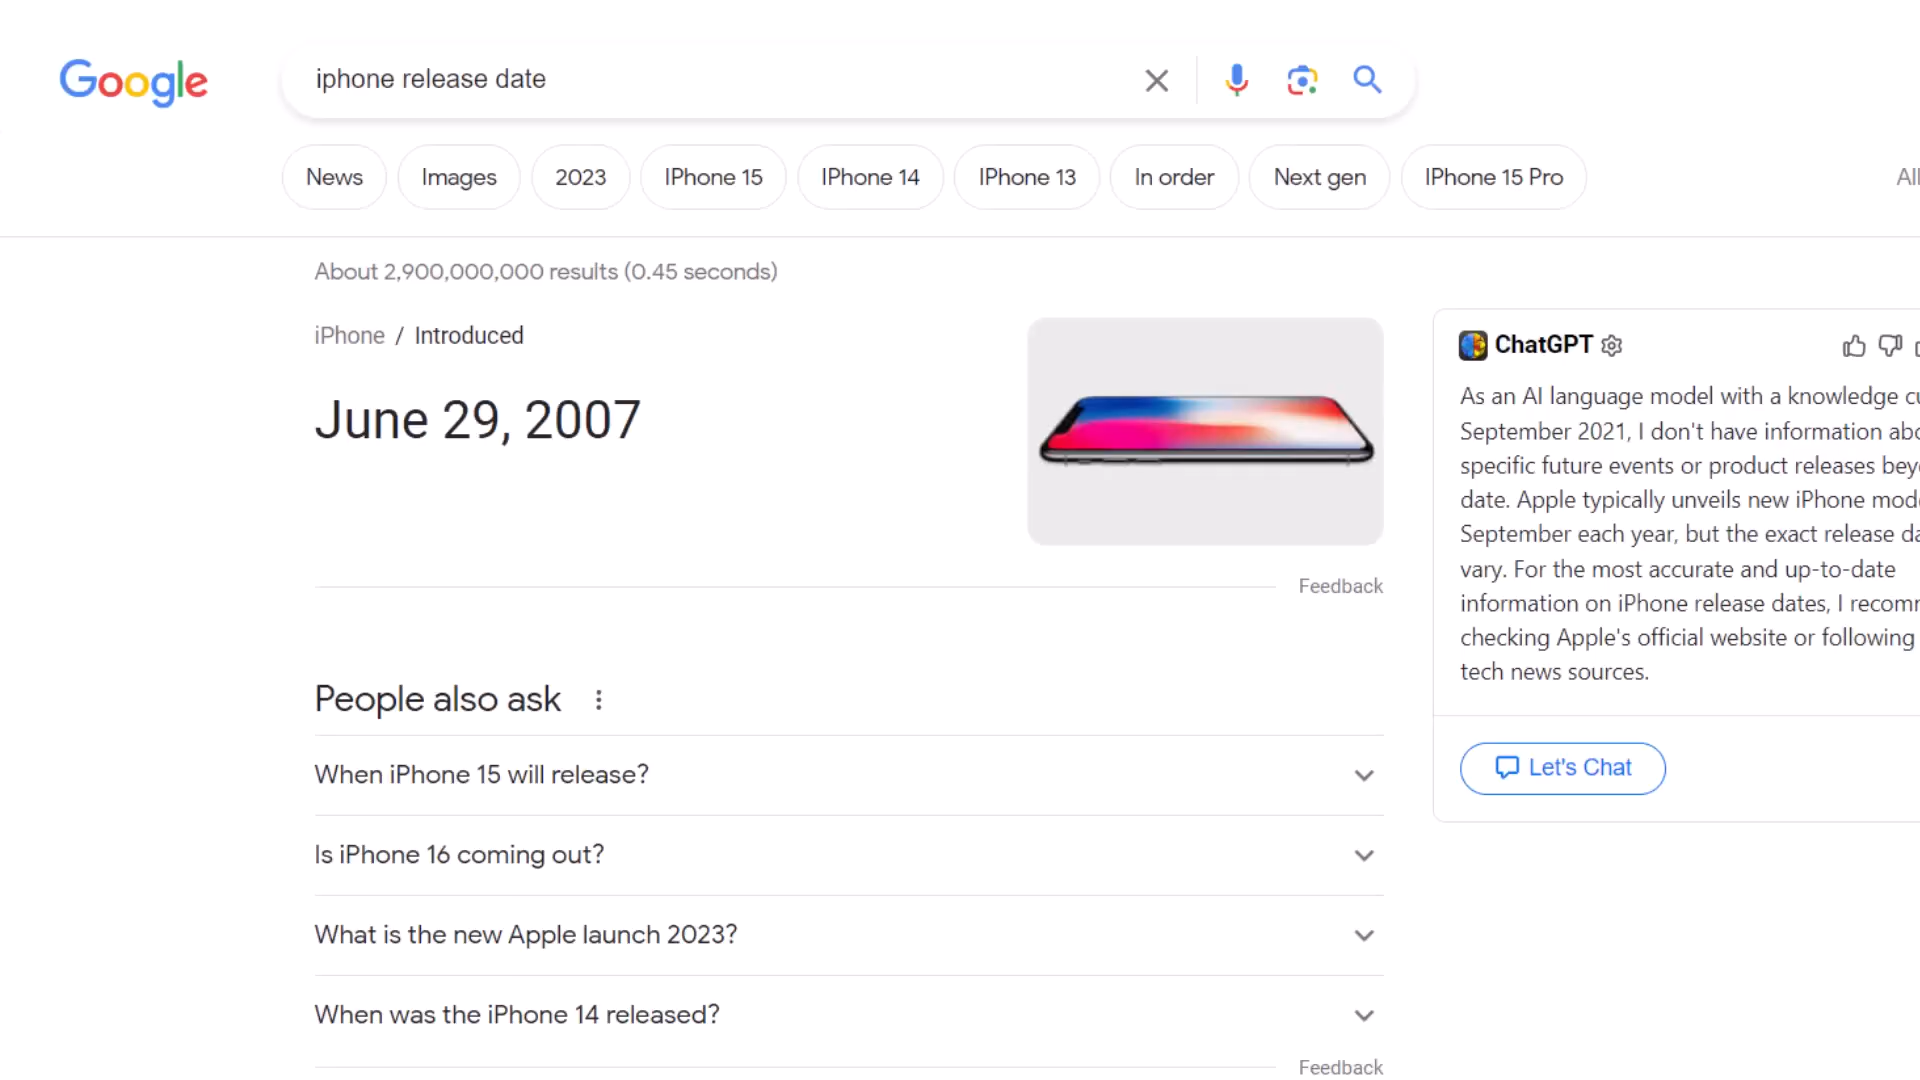 Google
iphone release date
News
Images
2023
IPhone 15
IPhone 14
IPhone 13
In order
Next gen
IPhone 15 Pro
All
About 2,900,000,000 results (0.45 seconds)
iPhone / Introduced
June 29, 2007
Feedback
People also ask
When iPhone 15 will release?
Is iPhone 16 coming out?
What is the new Apple launch 2023?
When was the iPhone 14 released?
Feedback
ChatGPT
As an AI language model with a knowledge
September 2021, I don't have information
specific future events or product releases
date. Apple typically unveils new iPhone
September each year, but the exact release
vary. For the most accurate and up-to-date
information on iPhone release dates, I
checking Apple's official website or following
tech news sources.
Let's Chat